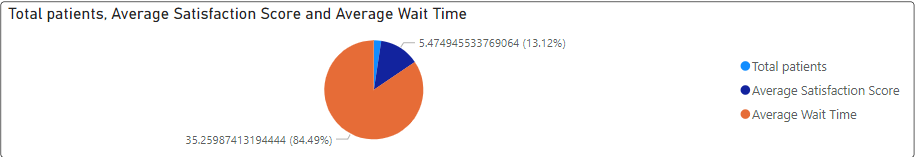 Total patients, Average Satisfaction Score and Average Wait Time
5.474945533769064 (13.12%)
Total patients
Average Satisfaction Score
Average Wait Time
35.25987413194444 (84.49%)